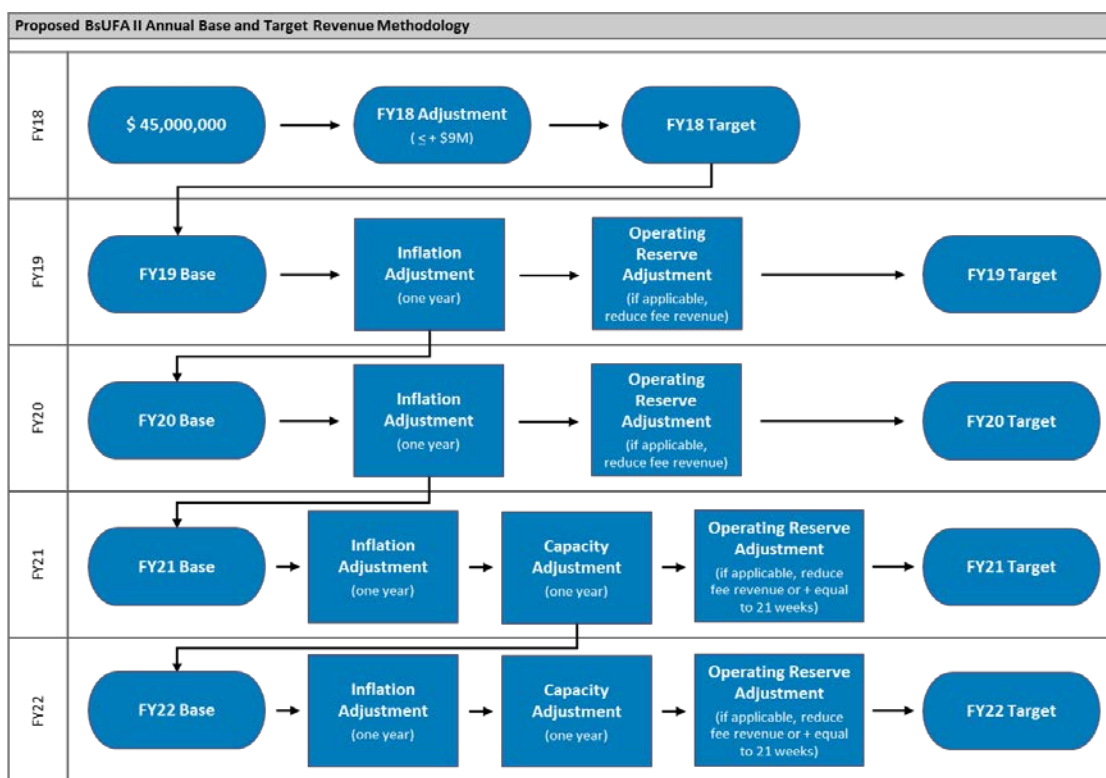 Proposed BsUFA II Annual Base and Target Revenue Methodology
FY18
$ 45,000,000
FY18 Adjustment
( ≤ + $9M)
FY18 Target
FY19
FY19 Base
Inflation
Adjustment
(one year)
Operating
Reserve
Adjustment
(if applicable,
reduce fee revenue)
FY19 Target
FY20
FY20 Base
Inflation
Adjustment
(one year)
Operating
Reserve
Adjustment
(if applicable,
reduce fee revenue)
FY20 Target
FY21
FY21 Base
Inflation
Adjustment
(one year)
Capacity
Adjustment
(one year)
Operating Reserve
Adjustment
(if applicable, reduce
fee revenue or + equal
to 21 weeks)
FY21 Target
FY22
FY22 Base
Inflation
Adjustment
(one year)
Capacity
Adjustment
(one year)
Operating Reserve
Adjustment
(if applicable, reduce
fee revenue or + equal
to 21 weeks)
FY22 Target